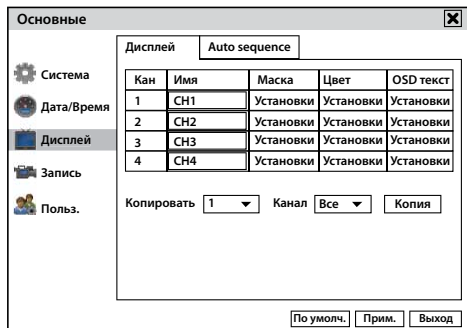 Основные
Дисплей Auto sequence
Система
Дата/Время
Дисплей
Запись
Польз.
Кан Имя Маска Цвет OSD текст
1 CH1 Установки Установки Установки
2 CH2 Установки Установки Установки
3 CH3 Установки Установки Установки
4 CH4 Установки Установки Установки
Копировать 1 Канал Все Копия
По умолч. Прим. Выход